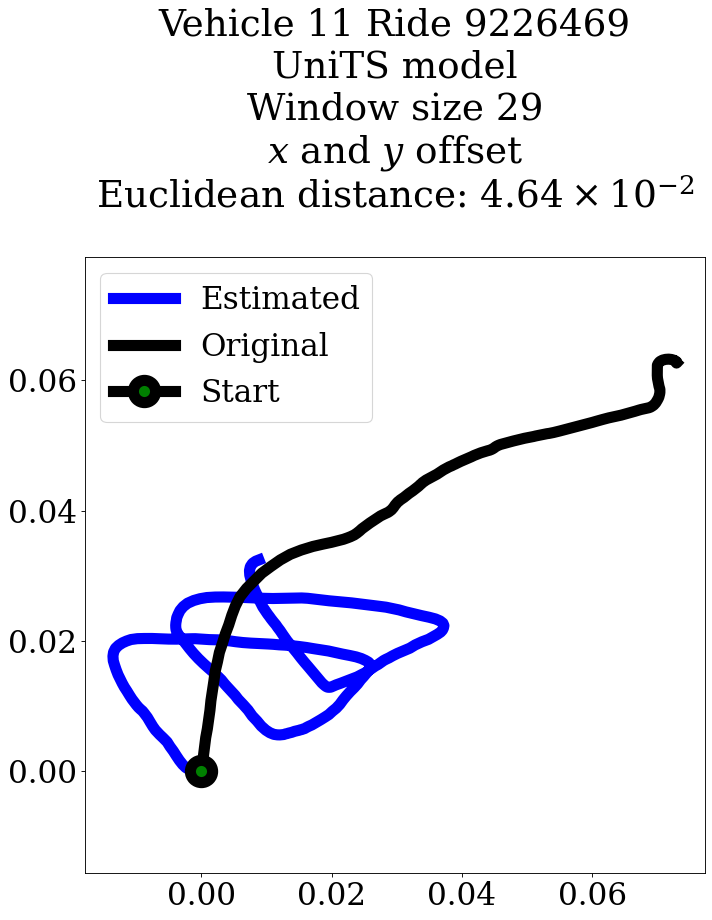 Vehicle 11 Ride 9226469
UniTS model
Window size 29
x and y offset
Euclidean distance: 4.64 × 10⁻²
Estimated
Original
Start
0.06
0.04
0.02
0.00
0.00 0.02 0.04 0.06